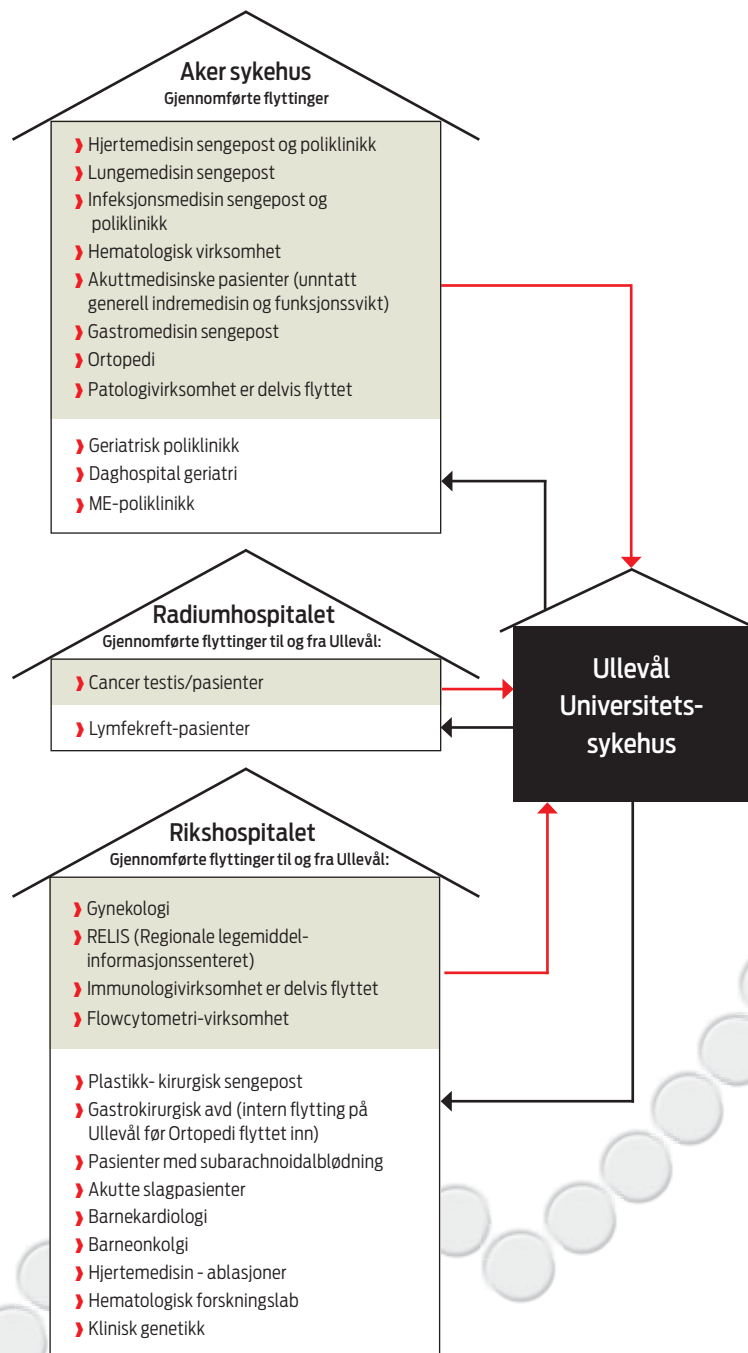 Aker sykehus
Gjennomførte flyttinger
❱ Hjertemedisin sengepost og poliklinikk
❱ Lungemedisin sengepost
❱ Infeksjonsmedisin sengepost og
poliklinikk
❱ Hematologisk virksomhet
❱ Akuttmedisinske pasienter (unntatt
generell indremedisin og funksjonssvikt)
❱ Gastromedisin sengepost
❱ Ortopedi
❱ Patologivirksomhet er delvis flyttet
❱ Geriatrisk poliklinikk
❱ Daghospital geriatri
❱ ME-poliklinikk
Radiumhospitalet
Gjennomførte flyttinger til og fra Ullevål:
❱ Cancer testis/pasienter
❱ Lymfekreft-pasienter
Ullevål
Universitets-
sykehus
Rikshospitalet
Gjennomførte flyttinger til og fra Ullevål:
❱ Gynekologi
❱ RELIS (Regionale legemiddel-
informasjonssenteret)
❱ Immunologivirksomhet er delvis flyttet
❱ Flowcytometri-virksomhet
❱ Plastikk- kirurgisk sengepost
❱ Gastrokirurgisk avd (intern flytting på
Ullevål før Ortopedi flyttet inn)
❱ Pasienter med subarachnoidalblødning
❱ Akutte slagpasienter
❱ Barnekardiologi
❱ Barneonkolgi
❱ Hjertemedisin - ablasjoner
❱ Hematologisk forskningslab
❱ Klinisk genetikk